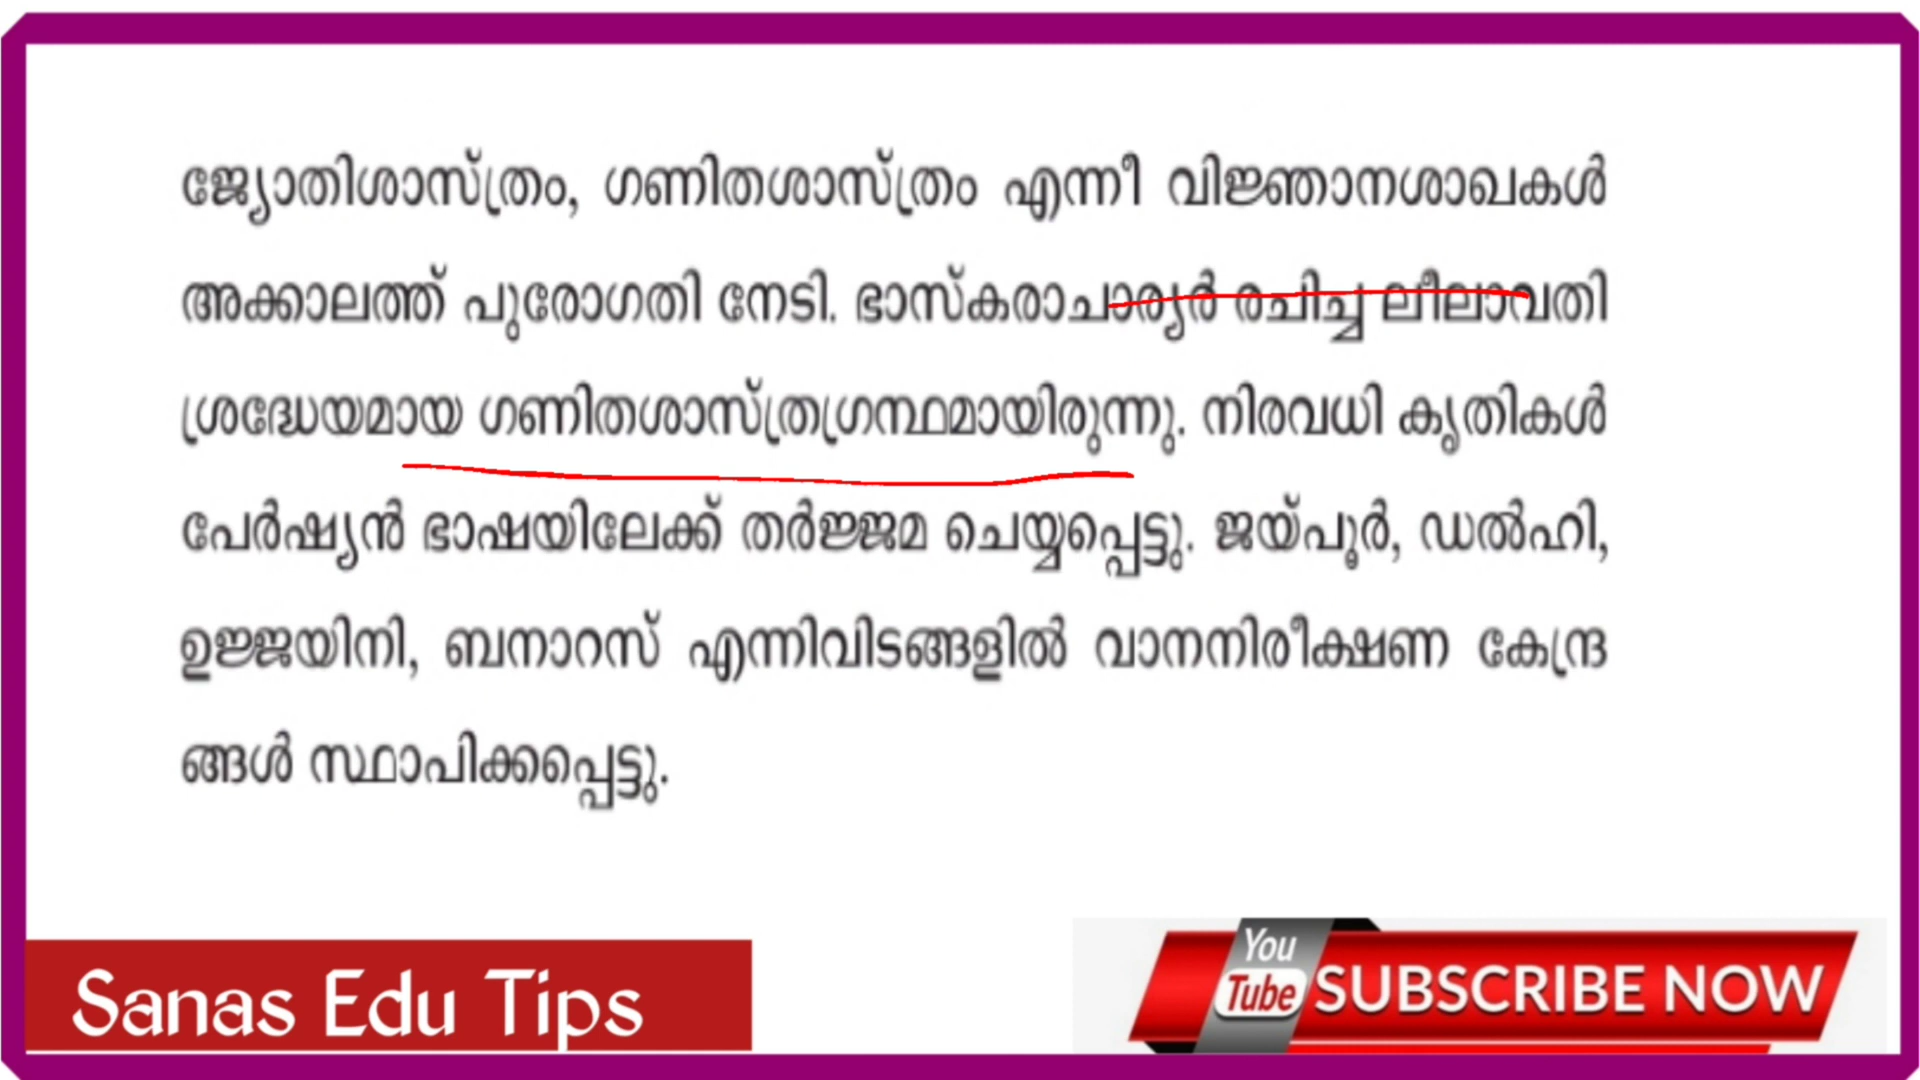 ജ്യോതിശാസ്ത്രം, ഗണിതശാസ്ത്രം എന്നീ വിജ്ഞാനശാഖകൾ
അക്കാലത്ത് പുരോഗതി നേടി. ഭാസ്കരാചാര്യർ രചിച്ച ലീലാവതി
ശ്രദ്ധേയമായ ഗണിതശാസ്ത്രഗ്രന്ഥമായിരുന്നു. നിരവധി കൃതികൾ
പേർഷ്യൻ ഭാഷയിലേക്ക് തർജ്ജമ ചെയ്യപ്പെട്ടു. ജയ്പൂർ, ഡൽഹി,
ഉജ്ജയിനി, ബനാറസ് എന്നിവിടങ്ങളിൽ വാനനിരീക്ഷണ കേന്ദ്ര
ങ്ങൾ സ്ഥാപിക്കപ്പെട്ടു.
Sanas Edu Tips
You
Tube SUBSCRIBE NOW